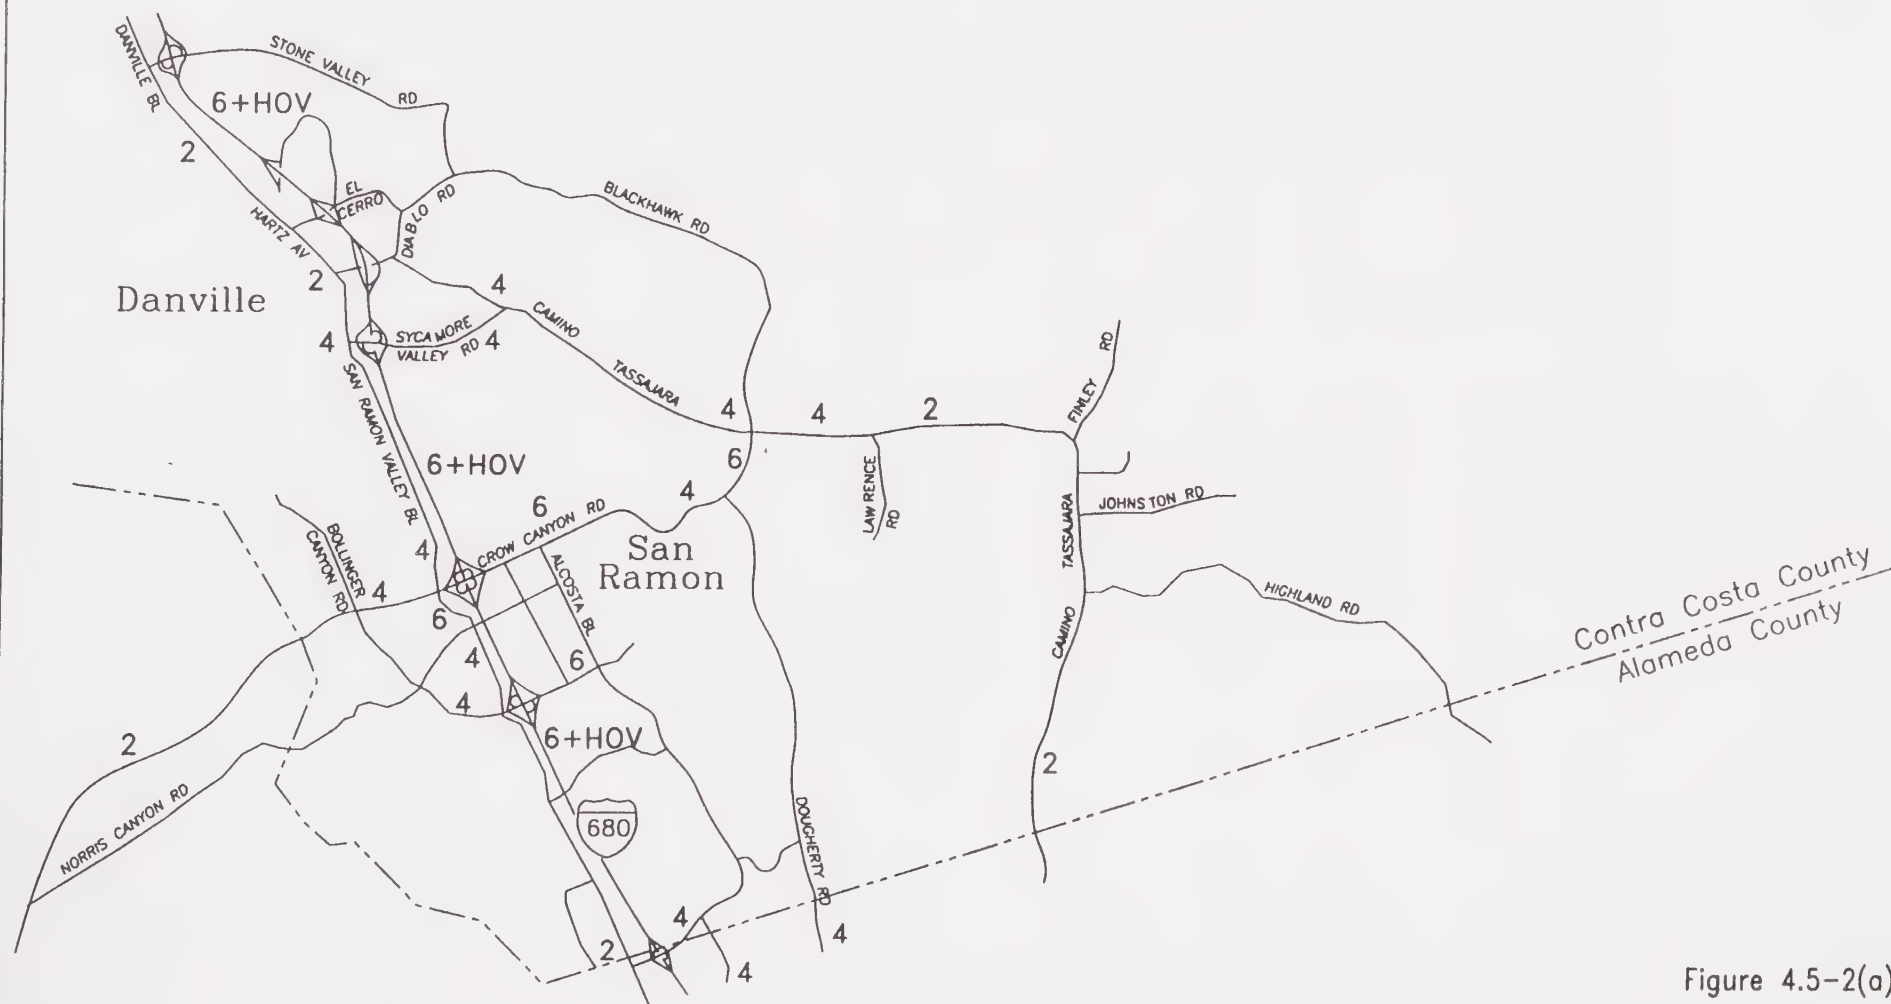 DANVILLE BL
STONE VALLEY RD
6+HOV
2
EL CERRO
DIABLO RD
BLACKHAWK RD
HARTZ AV
2
Danville
4
CAMINO TASSAJARA
SYCAMORE VALLEY RD
4
4
SAN RAMON VALLEY BL
FINLEY RD
4
4
2
6+HOV
6
LAWRENCE RD
4
6
CROW CANYON RD
JOHNSTON RD
CAMINO TASSAJARA
BOLLINGER CANYON RD
4
San Ramon
ALCOSTA BL
4
6
HIGHLAND RD
Contra Costa County
Alameda County
4
6
4
2
6+HOV
2
NORRIS CANYON RD
680
DOUGHERTY RD
4
4
2
4
Figure 4.5-2(a)